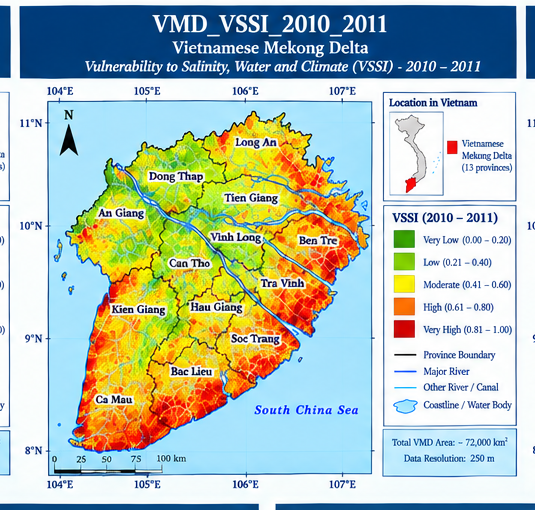 VMD_VSSI_2010_2011
Vietnamese Mekong Delta
Vulnerability to Salinity, Water and Climate (VSSI) - 2010 – 2011
104°E
105°E
106°E
107°E
11°N
10°N
9°N
8°N
N
Long An
Dong Thap
Tien Giang
An Giang
Vinh Long
Ben Tre
Can Tho
Tra Vinh
Kien Giang
Hau Giang
Soc Trang
Bac Lieu
Ca Mau
South China Sea
0 25 50 75 100 km
104°E
105°E
106°E
107°E
Location in Vietnam
Vietnamese
Mekong Delta
(13 provinces)
VSSI (2010 – 2011)
Very Low (0.00 – 0.20)
Low (0.21 – 0.40)
Moderate (0.41 – 0.60)
High (0.61 – 0.80)
Very High (0.81 – 1.00)
Province Boundary
Major River
Other River / Canal
Coastline / Water Body
Total VMD Area: ~ 72,000 km²
Data Resolution: 250 m